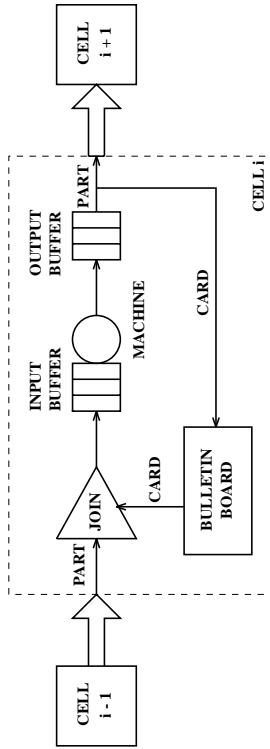 CELL
i - 1
PART
JOIN
CARD
BULLETIN
BOARD
INPUT
BUFFER
MACHINE
OUTPUT
BUFFER
PART
CARD
CELL i
CELL
i + 1